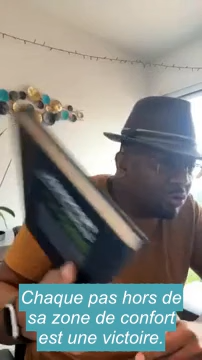 Chaque pas hors de
sa zone de confort
est une victoire.